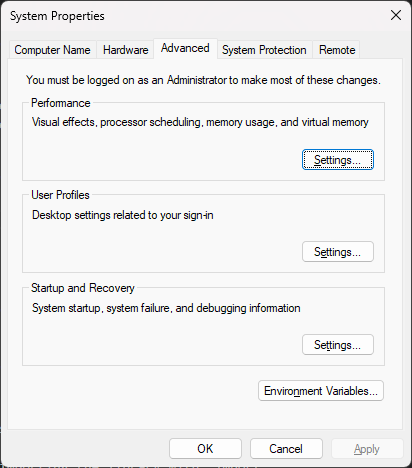 System Properties
Computer Name
Hardware
Advanced
System Protection
Remote
You must be logged on as an Administrator to make most of these changes.
Performance
Visual effects, processor scheduling, memory usage, and virtual memory
Settings...
User Profiles
Desktop settings related to your sign-in
Settings...
Startup and Recovery
System startup, system failure, and debugging information
Settings...
Environment Variables...
OK
Cancel
Apply